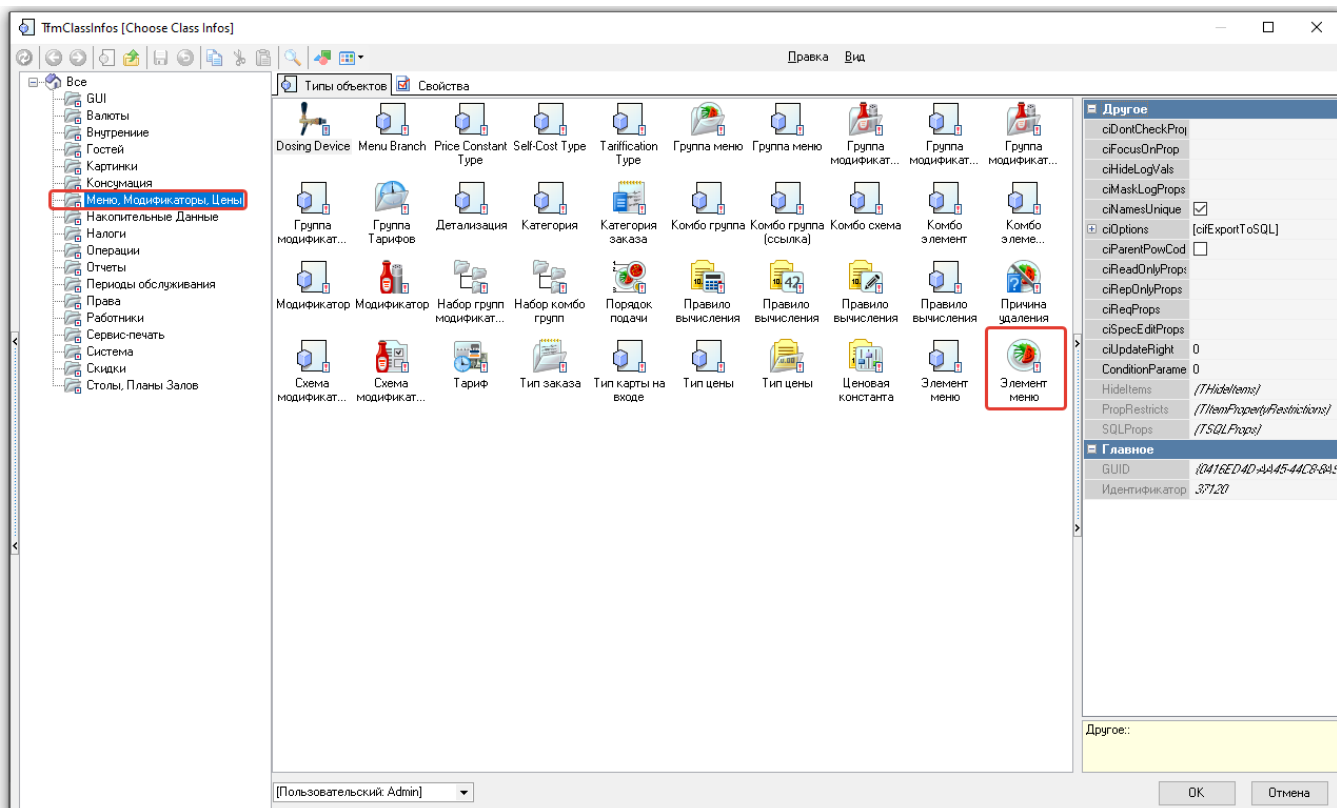 TfmClassInfos [Choose Class Infos]
Правка Вид
Все
GUI
Валюты
Внутренние
Гостей
Картинки
Консумация
Меню, Модификаторы, Цены
Накопительные Данные
Налоги
Операции
Отчеты
Периоды обслуживания
Права
Работники
Сервис-печать
Система
Скидки
Столы, Планы Залов
Типы объектов Свойства
Dosing Device Menu Branch Price Constant Self-Cost Type Tariffication Группа меню Группа меню Группа Группа Группа
Type Type модификат... модификат... модификат...
Группа Группа Детализация Категория Категория Комбо группа Комбо группа Комбо схема Комбо Комбо
модификат... Тарифов заказа (ссылка) элемент элеме...
Модификатор Модификатор Набор групп Набор комбо Порядок Правило Правило Правило Правило Причина
модификат... групп подачи вычисления вычисления вычисления вычисления удаления
Схема Схема Тариф Тип заказа Тип карты на Тип цены Тип цены Ценовая Элемент Элемент
модификат... модификат... входе константа меню меню
Другое
ciDontCheckProp
ciFocusOnProp
ciHideLogVals
ciMaskLogProps
ciNamesUnique
ciOptions [cifExportToSQL]
ciParentPowCod
ciReadOnlyProps
ciRepOnlyProps
ciReqProps
ciSpecEditProps
ciUpdateRight 0
ConditionParame 0
HideItems (THideItems)
PropRestricts (TItemPropertyRestrictions)
SQLProps (TSQLProps)
Главное
GUID {0416ED4D-AA45-44C8-8A
Идентификатор 37120
Другое::
[Пользовательский: Admin]
OK Отмена